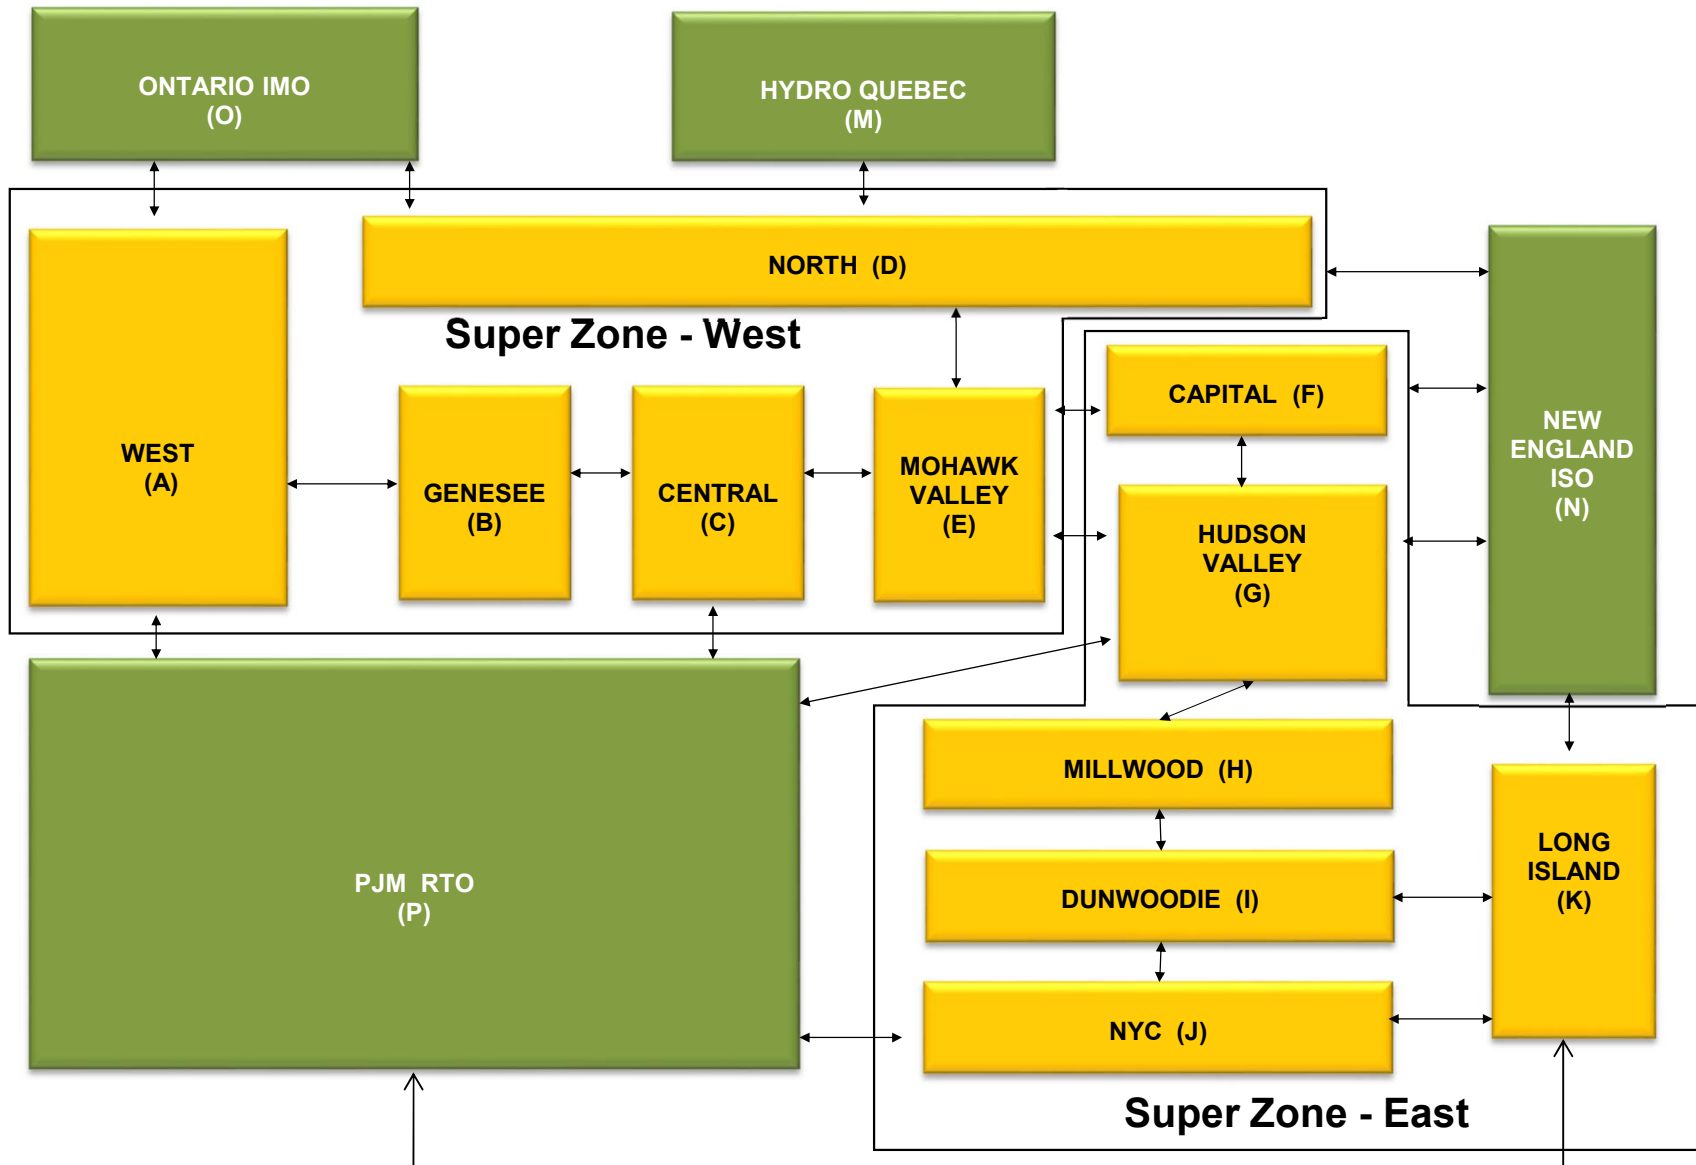 ONTARIO IMO
(O)
HYDRO QUEBEC
(M)
NORTH (D)
Super Zone - West
CAPITAL (F)
WEST
(A)
GENESEE
(B)
CENTRAL
(C)
MOHAWK
VALLEY
(E)
HUDSON
VALLEY
(G)
NEW
ENGLAND
ISO
(N)
MILLWOOD (H)
PJM RTO
(P)
DUNWOODIE (I)
LONG
ISLAND
(K)
NYC (J)
Super Zone - East